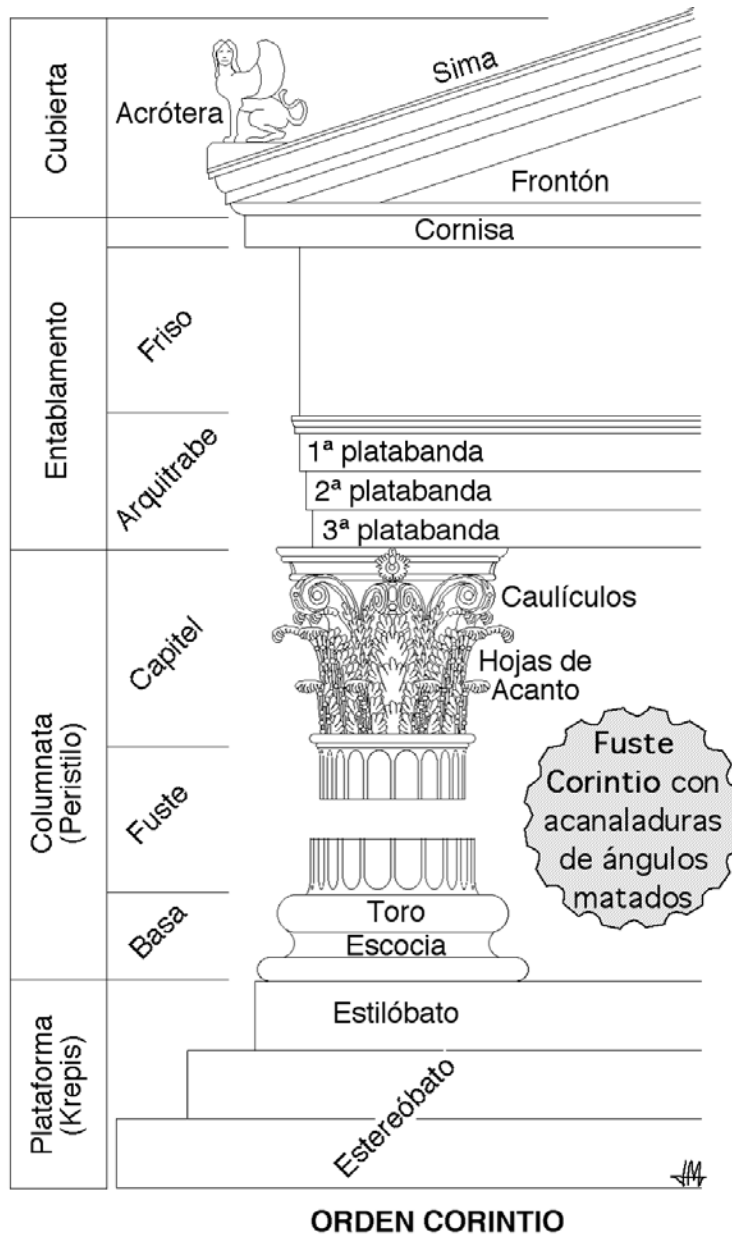 Cubierta
Acrótera
Sima
Frontón
Cornisa
Entablamento
Friso
Arquitrabe
1ª platabanda
2ª platabanda
3ª platabanda
Columnata
(Peristilo)
Capitel
Caulículos
Hojas de
Acanto
Fuste
Fuste
Corintio con
acanaladuras
de ángulos
matados
Basa
Toro
Escocia
Plataforma
(Krepis)
Estilóbato
Estereóbato
ORDEN CORINTIO